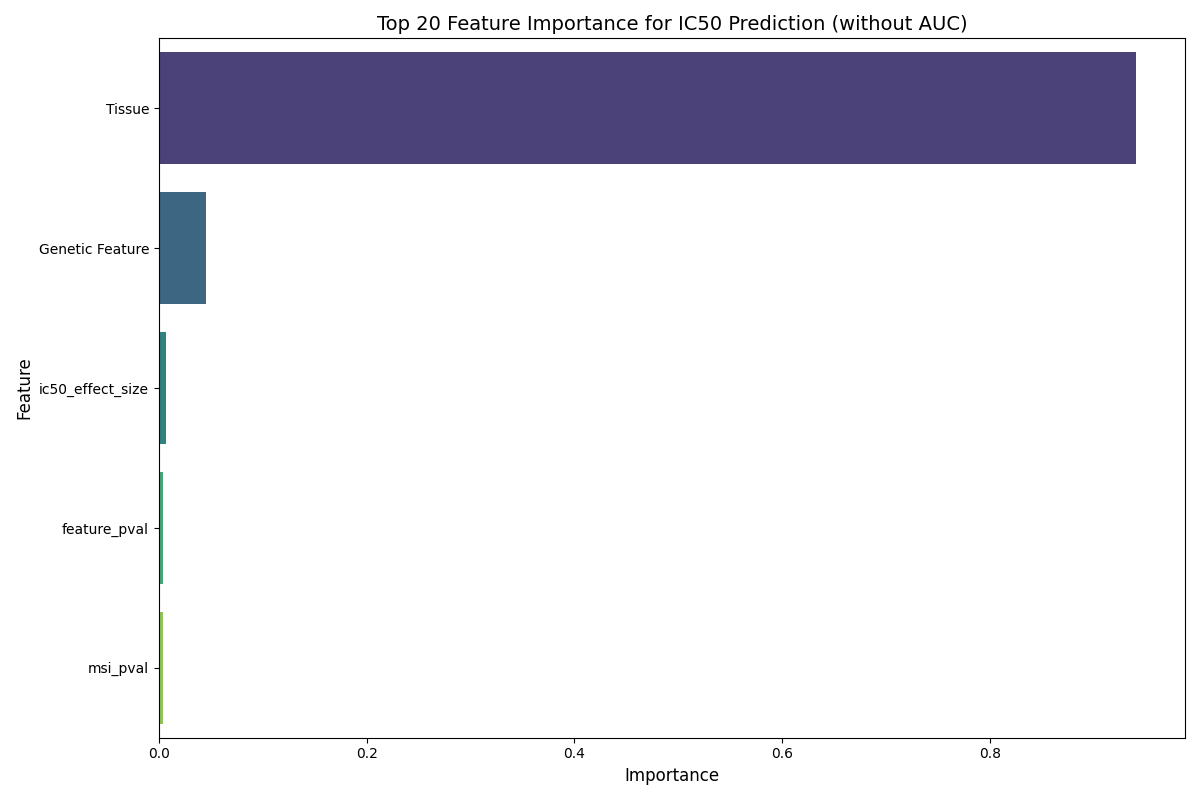 Top 20 Feature Importance for IC50 Prediction (without AUC)
Feature
Tissue
Genetic Feature
ic50_effect_size
feature_pval
msi_pval
0.0 0.2 0.4 0.6 0.8
Importance